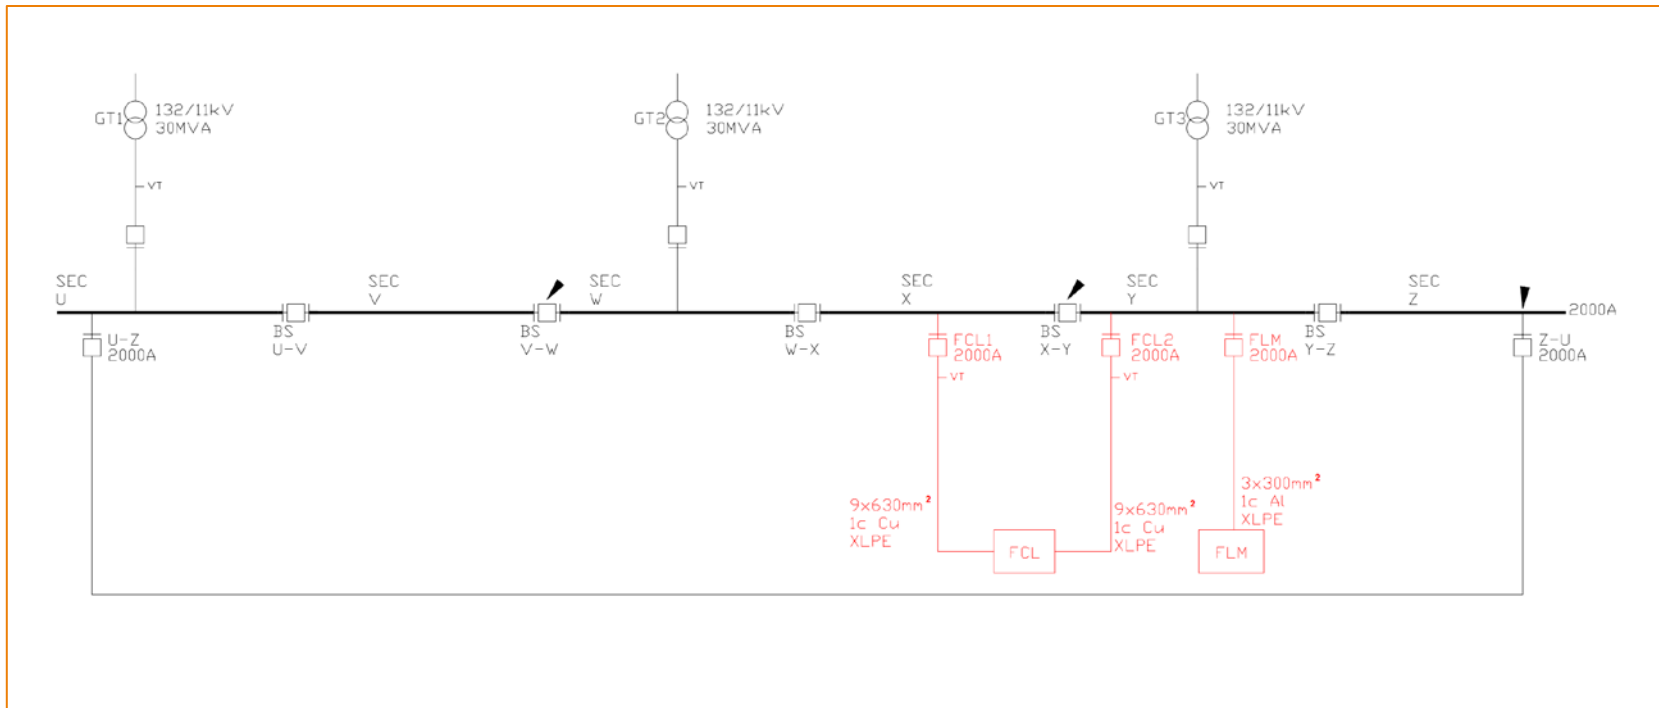 GT1
132/11kV
30MVA
GT2
132/11kV
30MVA
GT3
132/11kV
30MVA
VT
VT
VT
SEC
U
SEC
V
SEC
W
SEC
X
SEC
Y
SEC
Z
2000A
U-Z
2000A
BS
U-V
BS
V-W
BS
W-X
FCL1
2000A
BS
X-Y
FCL2
2000A
FLM
2000A
BS
Y-Z
Z-U
2000A
VT
VT
9x630mm²
1c Cu
XLPE
9x630mm²
1c Cu
XLPE
3x300mm²
1c Al
XLPE
FCL
FLM